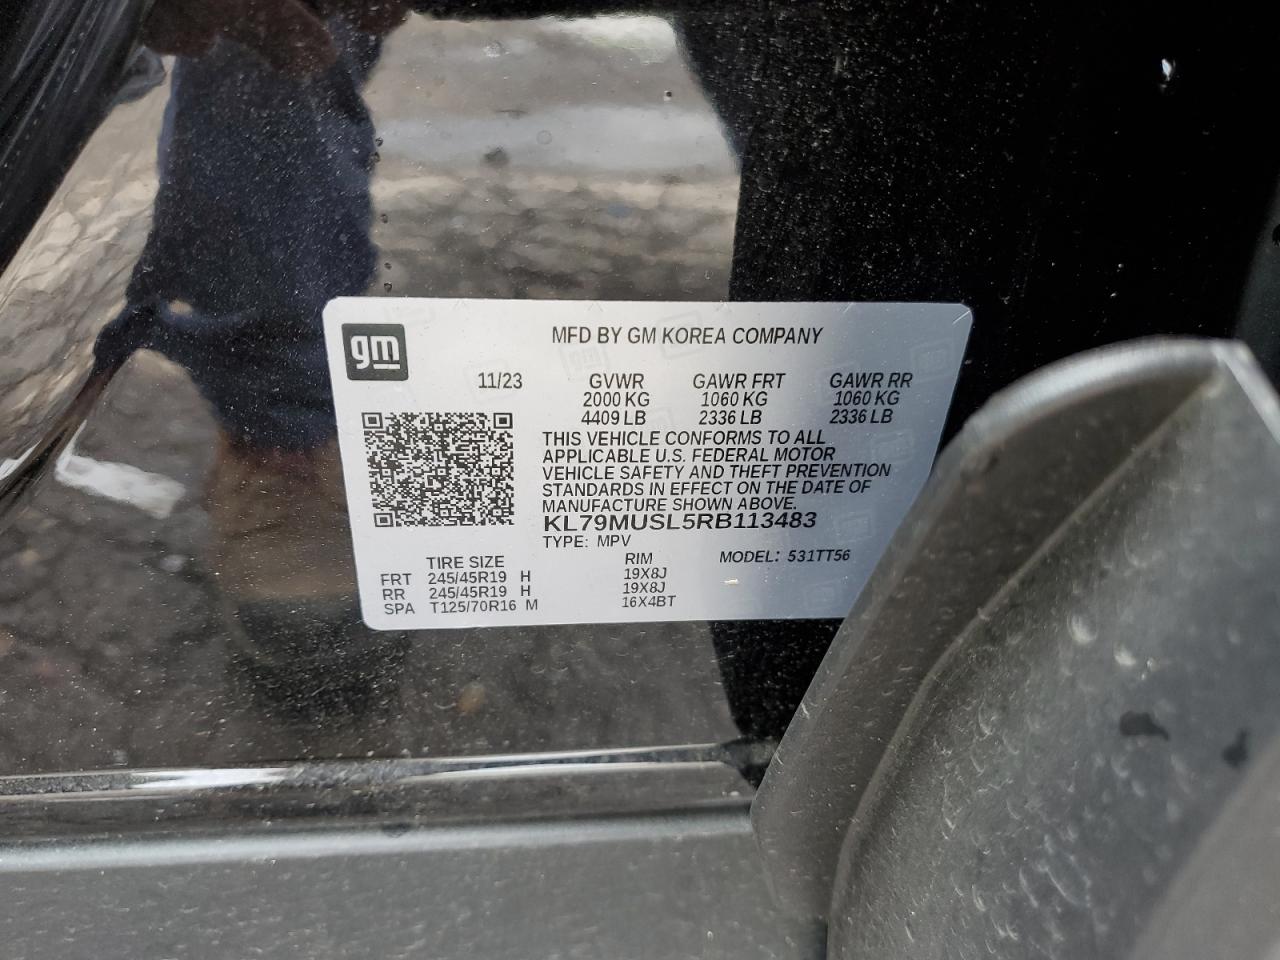 gm
MFD BY GM KOREA COMPANY
11/23 GVWR GAWR FRT GAWR RR
2000 KG 1060 KG 1060 KG
4409 LB 2336 LB 2336 LB
THIS VEHICLE CONFORMS TO ALL
APPLICABLE U.S. FEDERAL MOTOR
VEHICLE SAFETY AND THEFT PREVENTION
STANDARDS IN EFFECT ON THE DATE OF
MANUFACTURE SHOWN ABOVE.
KL79MUSL5RB113483
TYPE: MPV
TIRE SIZE RIM MODEL: 531TT56
FRT 245/45R19 H 19X8J
RR 245/45R19 H 19X8J
SPA T125/70R16 M 16X4BT